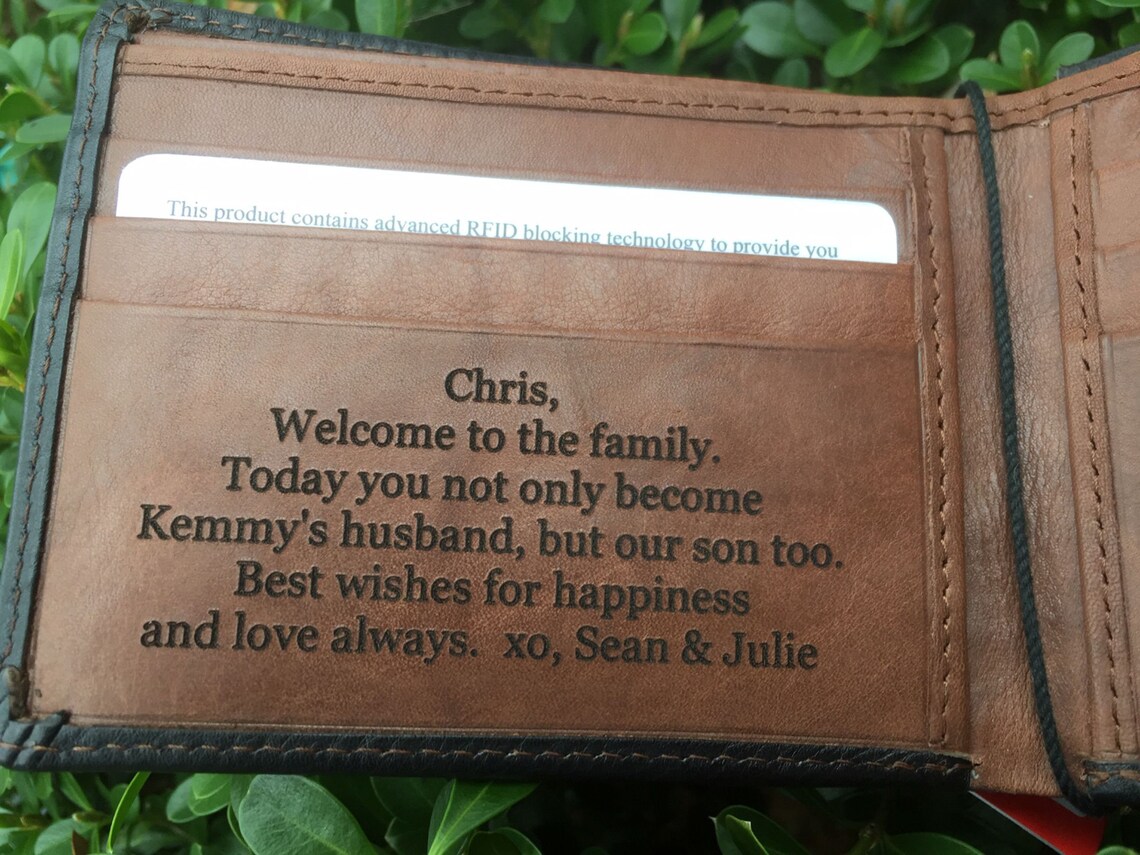 This product contains advanced RFID blocking technology to provide you
Chris,
Welcome to the family.
Today you not only become
Kemmy's husband, but our son too.
Best wishes for happiness
and love always.  xo, Sean & Julie